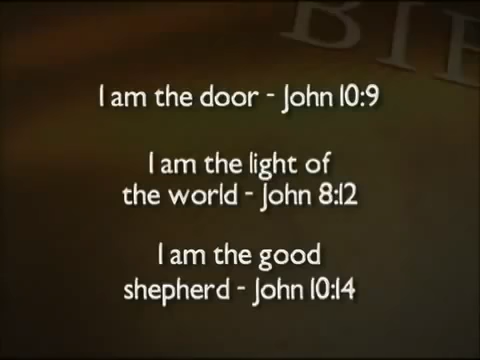 BIB
I am the door - John 10:9
I am the light of
the world - John 8:12
I am the good
shepherd - John 10:14